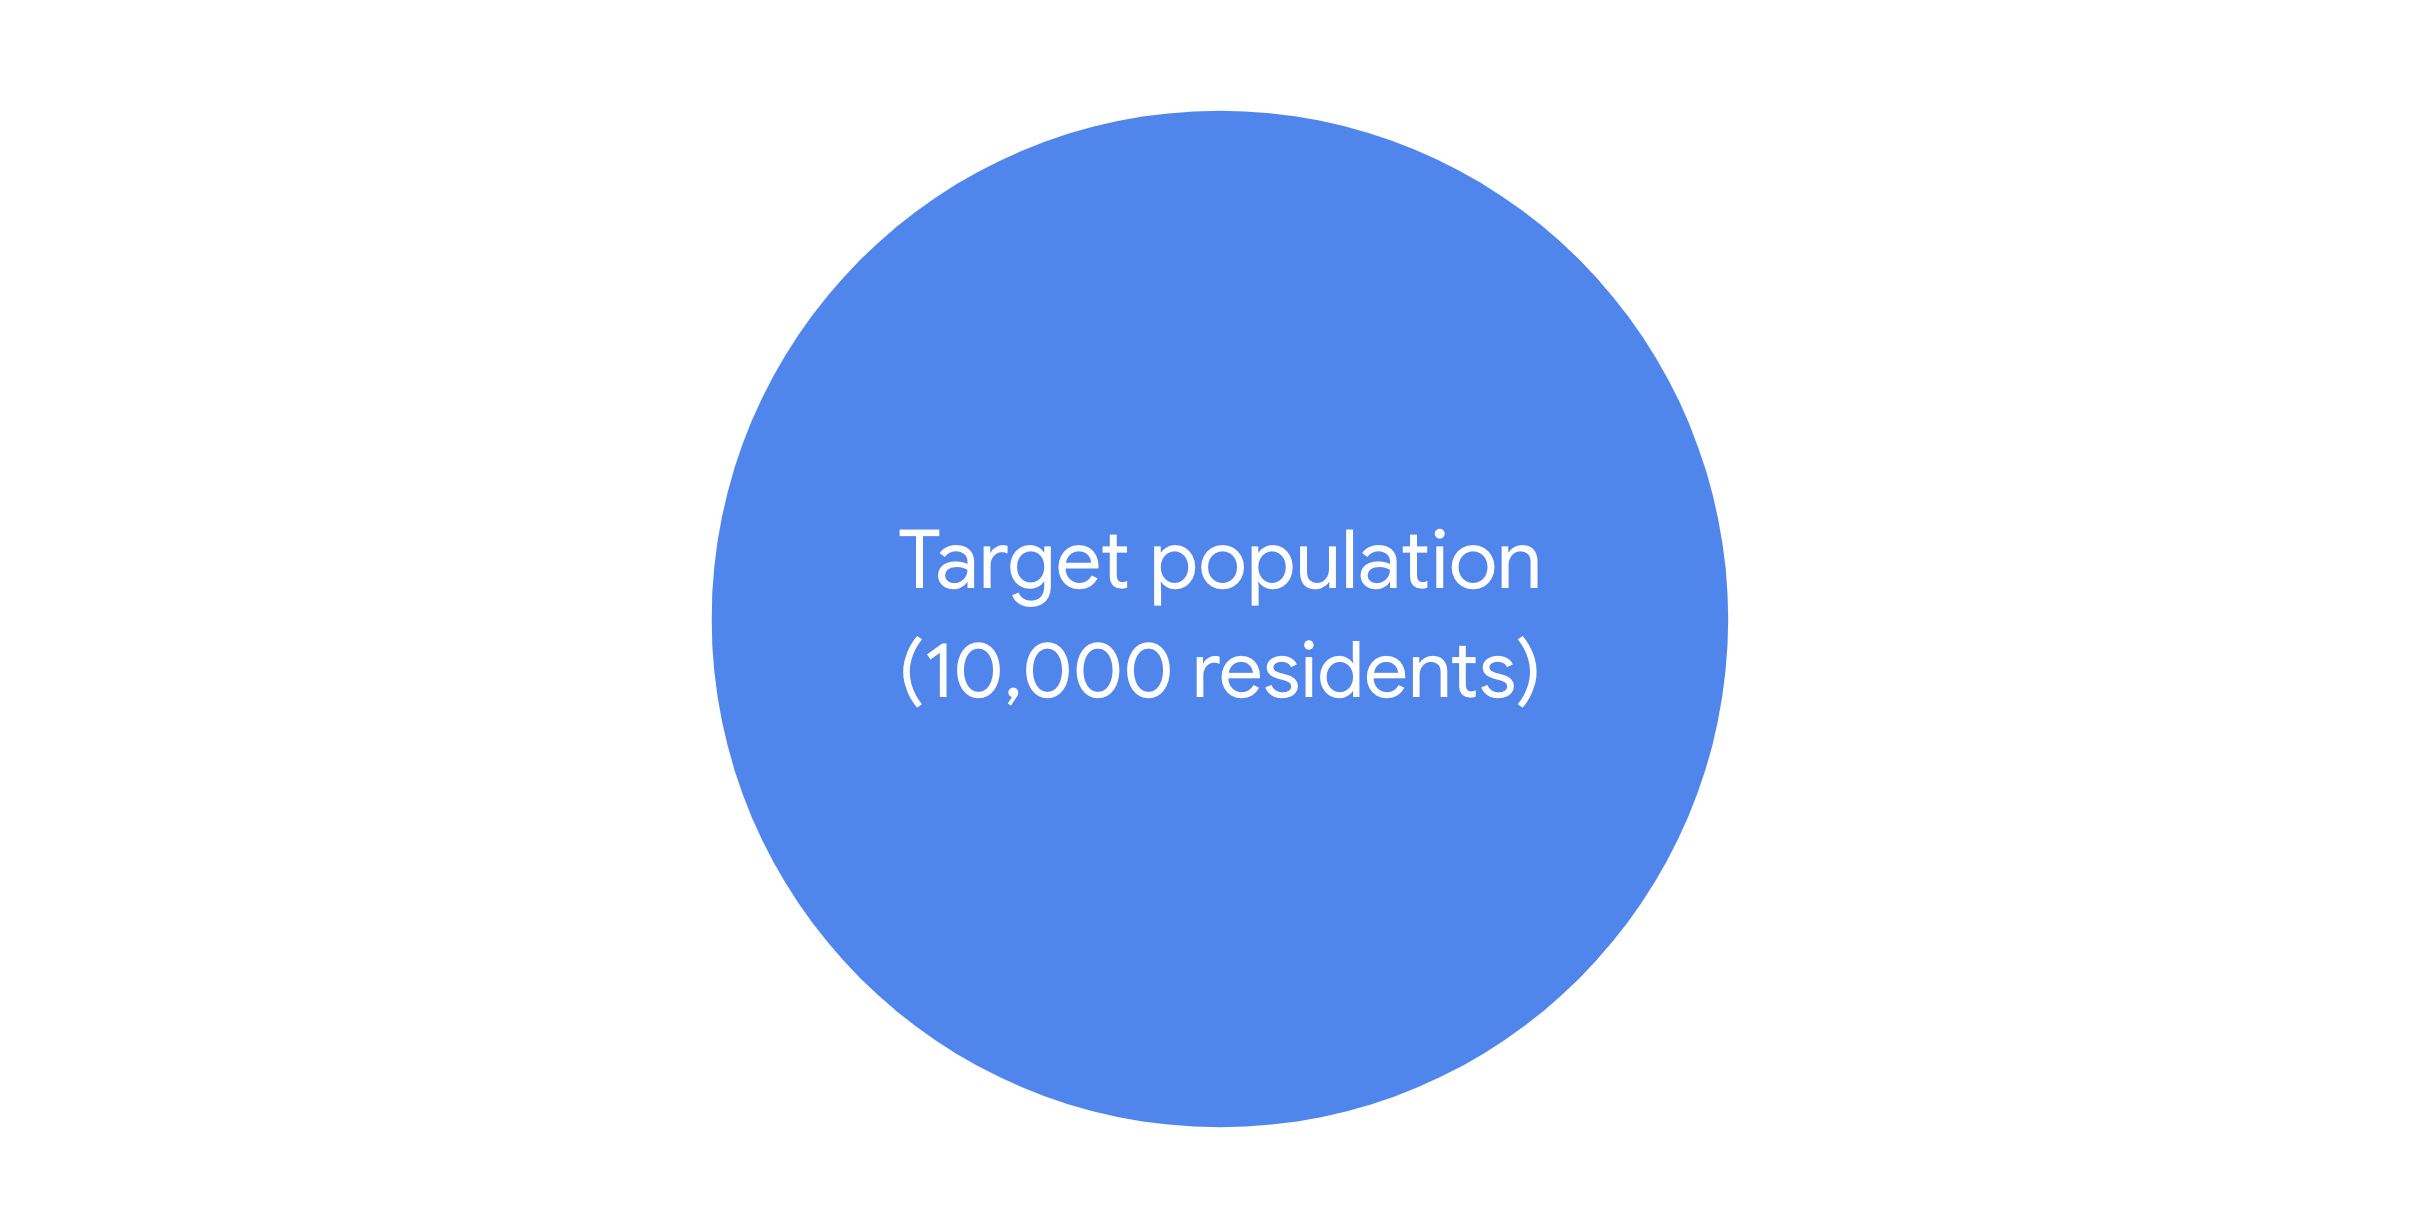 Target population
(10,000 residents)